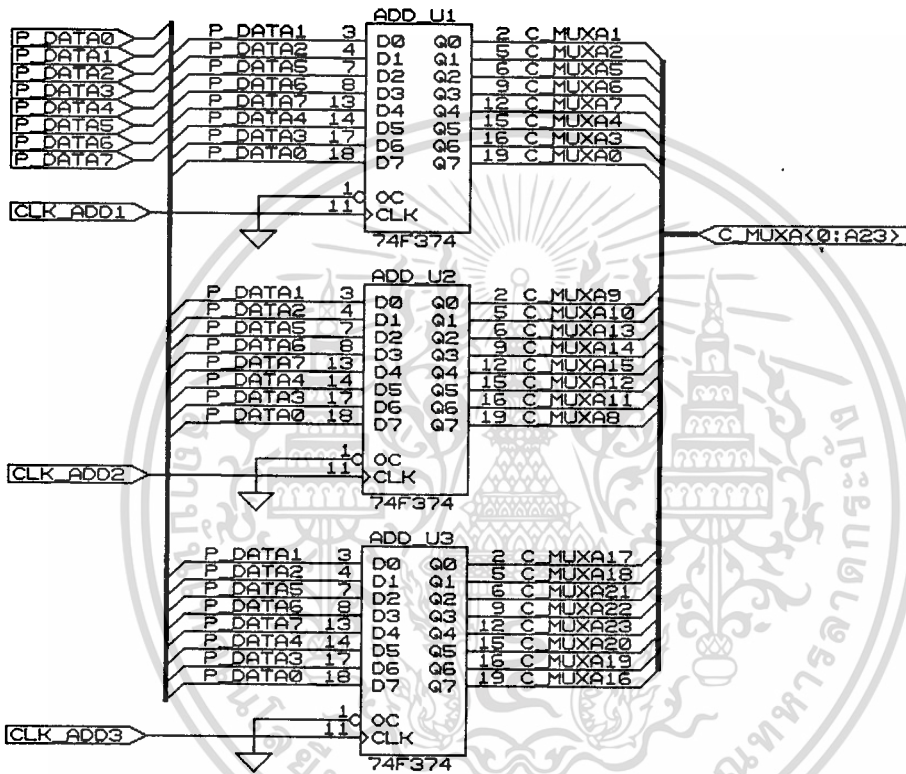 P_DATA0
P_DATA1
P_DATA2
P_DATA3
P_DATA4
P_DATA5
P_DATA6
P_DATA7
ADD_U1
P_DATA1 3 D0 Q0 2 C_MUXA1
P_DATA2 4 D1 Q1 5 C_MUXA2
P_DATA5 7 D2 Q2 6 C_MUXA5
P_DATA6 8 D3 Q3 9 C_MUXA6
P_DATA7 13 D4 Q4 12 C_MUXA7
P_DATA4 14 D5 Q5 15 C_MUXA4
P_DATA3 17 D6 Q6 16 C_MUXA3
P_DATA0 18 D7 Q7 19 C_MUXA0
1 OC
CLK_ADD1 11 CLK
74F374
C_MUXA<0:A23>
ADD_U2
P_DATA1 3 D0 Q0 2 C_MUXA9
P_DATA2 4 D1 Q1 5 C_MUXA10
P_DATA5 7 D2 Q2 6 C_MUXA13
P_DATA6 8 D3 Q3 9 C_MUXA14
P_DATA7 13 D4 Q4 12 C_MUXA15
P_DATA4 14 D5 Q5 15 C_MUXA12
P_DATA3 17 D6 Q6 16 C_MUXA11
P_DATA0 18 D7 Q7 19 C_MUXA8
1 OC
CLK_ADD2 11 CLK
74F374
ADD_U3
P_DATA1 3 D0 Q0 2 C_MUXA17
P_DATA2 4 D1 Q1 5 C_MUXA18
P_DATA5 7 D2 Q2 6 C_MUXA21
P_DATA6 8 D3 Q3 9 C_MUXA22
P_DATA7 13 D4 Q4 12 C_MUXA23
P_DATA4 14 D5 Q5 15 C_MUXA20
P_DATA3 17 D6 Q6 16 C_MUXA19
P_DATA0 18 D7 Q7 19 C_MUXA16
1 OC
CLK_ADD3 11 CLK
74F374